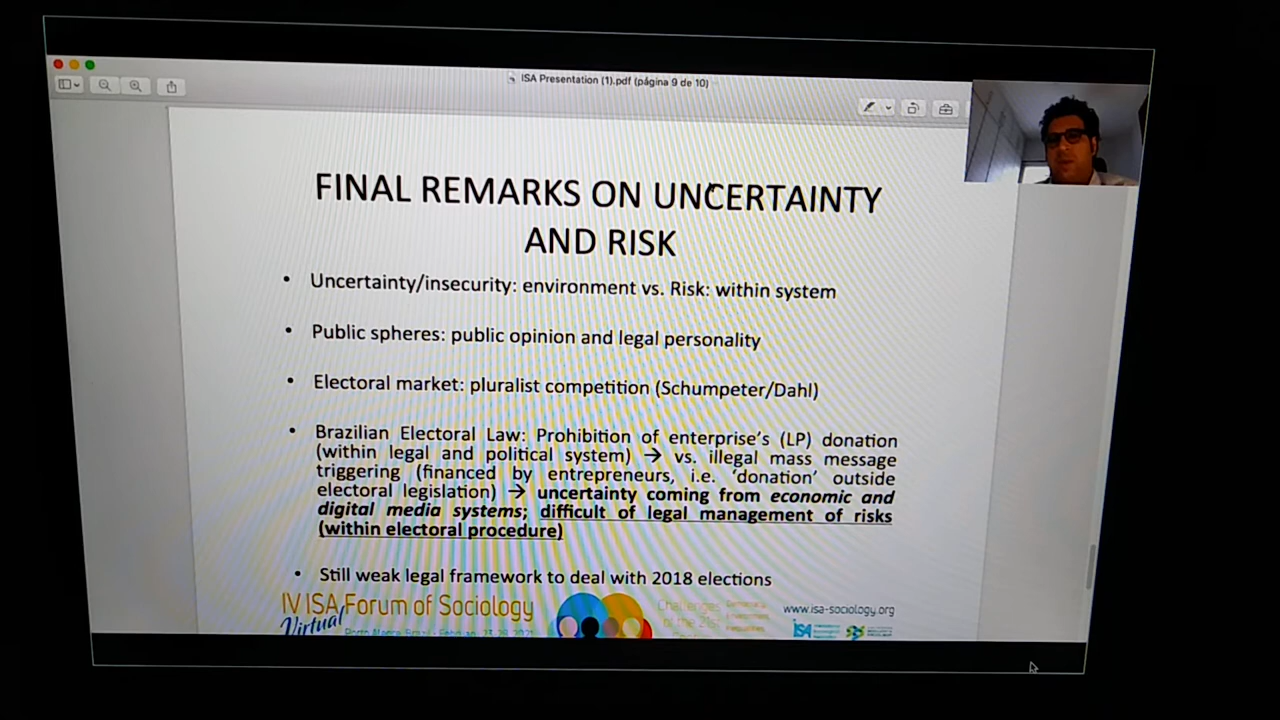 ISA Presentation (1).pdf (página 9 de 10)
FINAL REMARKS ON UNCERTAINTY
AND RISK
• Uncertainty/insecurity: environment vs. Risk: within system
• Public spheres: public opinion and legal personality
• Electoral market: pluralist competition (Schumpeter/Dahl)
• Brazilian Electoral Law: Prohibition of enterprise's (LP) donation
(within legal and political system) → vs. illegal mass message
triggering (financed by entrepreneurs, i.e. 'donation' outside
electoral legislation) → uncertainty coming from economic and
digital media systems; difficult of legal management of risks
(within electoral procedure)
• Still weak legal framework to deal with 2018 elections
IV ISA Forum of Sociology
Virtual
Challenges
of the 21st
www.isa-sociology.org
ISA